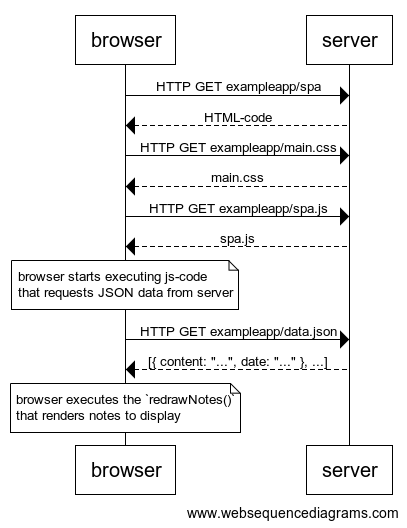 browser server
HTTP GET exampleapp/spa
HTML-code
HTTP GET exampleapp/main.css
main.css
HTTP GET exampleapp/spa.js
spa.js
browser starts executing js-code
that requests JSON data from server
HTTP GET exampleapp/data.json
[{ content: "...", date: "..." }, ...]
browser executes the `redrawNotes()`
that renders notes to display
browser server
www.websequencediagrams.com